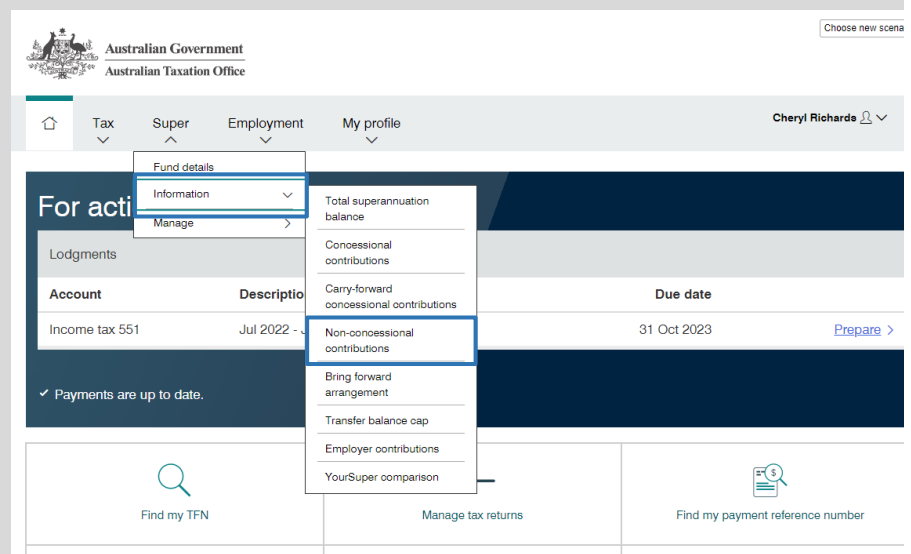 Choose new scena
Australian Government
Australian Taxation Office
Tax
Super
Employment
My profile
Cheryl Richards
Fund details
Information
Manage
Total superannuation
balance
Concessional
contributions
Carry-forward
concessional contributions
Non-concessional
contributions
Bring forward
arrangement
Transfer balance cap
Employer contributions
YourSuper comparison
For acti
Lodgments
Account
Descriptio
Due date
Income tax 551
Jul 2022 - J
31 Oct 2023
Prepare
Payments are up to date.
Find my TFN
Manage tax returns
Find my payment reference number